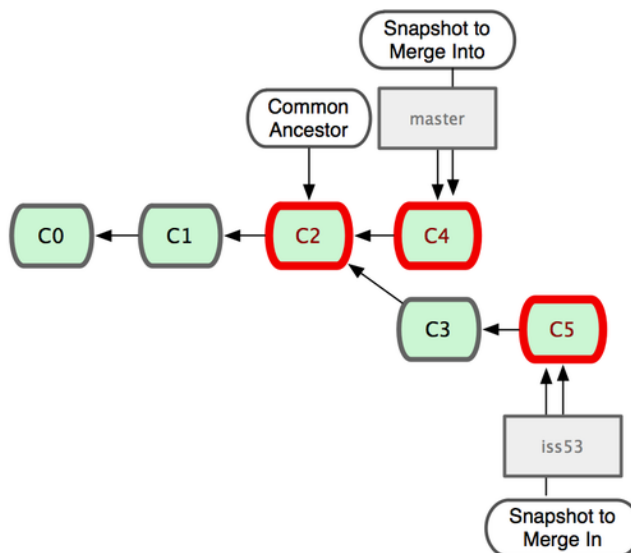 Snapshot to
Merge Into
Common
Ancestor
master
C0
C1
C2
C4
C3
C5
iss53
Snapshot to
Merge In